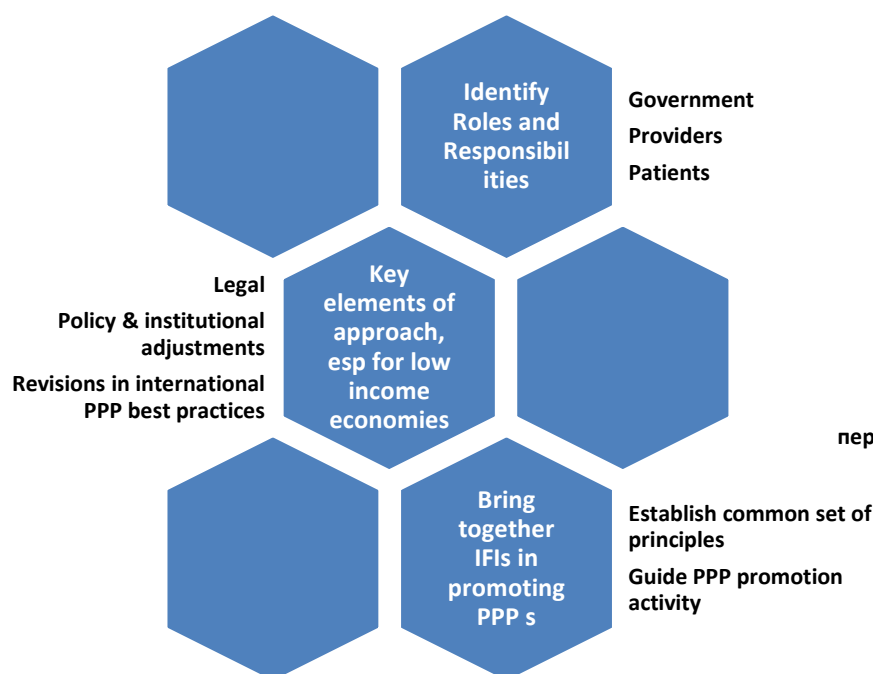 Identify
Roles and
Responsibil
ities
Government
Providers
Patients
Legal
Policy & institutional
adjustments
Revisions in international
PPP best practices
Key
elements of
approach,
esp for low
income
economies
пер
Bring
together
IFIs in
promoting
PPP s
Establish common set of
principles
Guide PPP promotion
activity